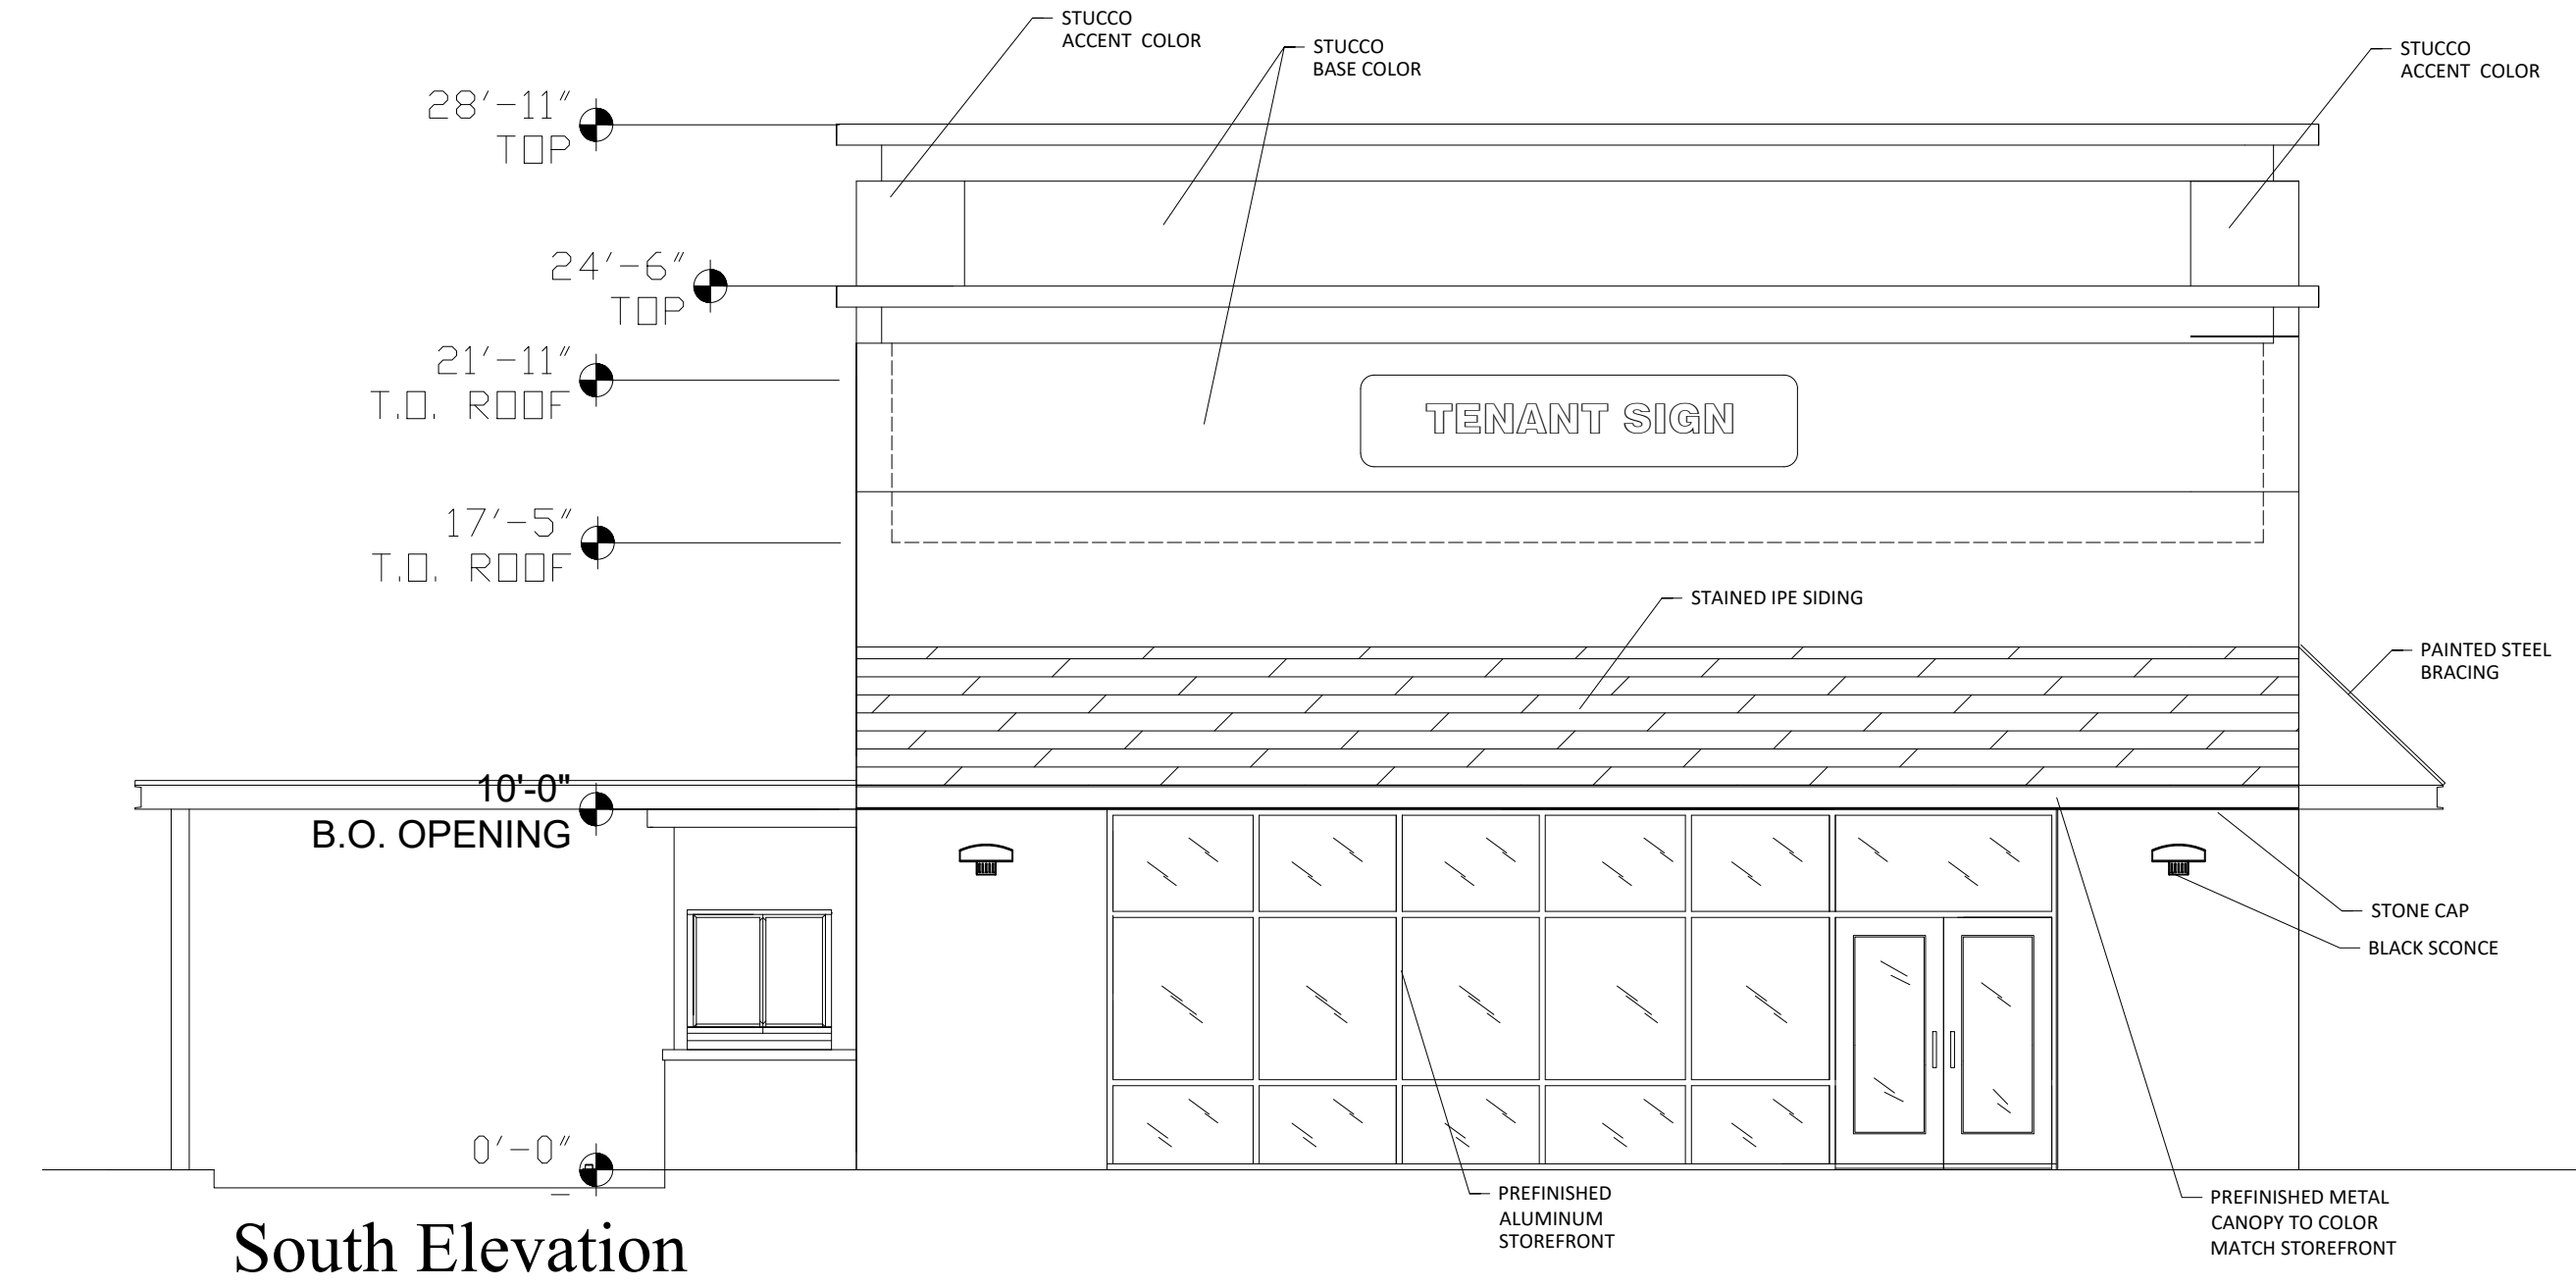 STUCCO
ACCENT COLOR
STUCCO
BASE COLOR
STUCCO
ACCENT COLOR
28'-11"
TOP
24'-6"
TOP
21'-11"
T.O. ROOF
TENANT SIGN
17'-5"
T.O. ROOF
STAINED IPE SIDING
PAINTED STEEL
BRACING
10'-0"
B.O. OPENING
STONE CAP
BLACK SCONCE
0'-0"
PREFINISHED
ALUMINUM
STOREFRONT
PREFINISHED METAL
CANOPY TO COLOR
MATCH STOREFRONT
South Elevation